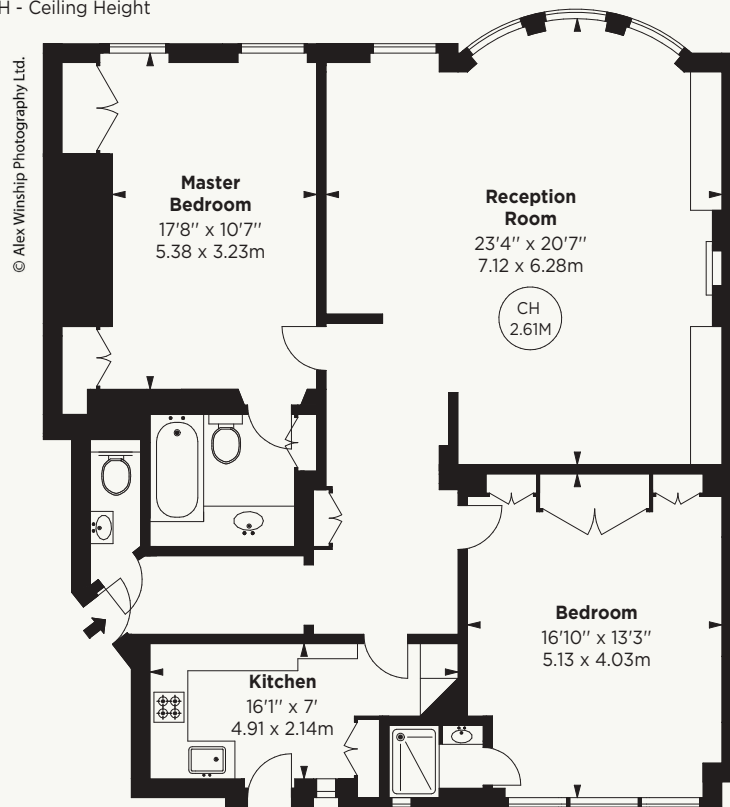 H - Ceiling Height
© Alex Winship Photography Ltd.
Master
Bedroom
17'8'' x 10'7''
5.38 x 3.23m
Reception
Room
23'4'' x 20'7''
7.12 x 6.28m
CH
2.61M
Bedroom
16'10'' x 13'3''
5.13 x 4.03m
Kitchen
16'1'' x 7'
4.91 x 2.14m